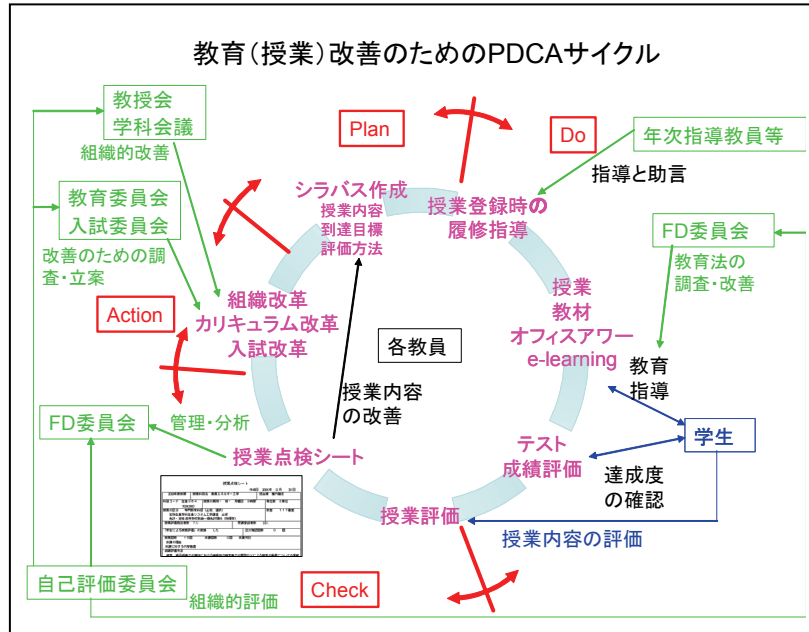 教育(授業)改善のためのPDCAサイクル
教授会
学科会議
組織的改善
Plan
Do
年次指導教員等
指導と助言
教育委員会
入試委員会
改善のための調
査・立案
シラバス作成
授業内容
到達目標
評価方法
授業登録時の
履修指導
FD委員会
教育法の
調査・改善
Action
組織改革
カリキュラム改革
入試改革
各教員
授業
教材
オフィスアワー
e-learning
教育
指導
授業内容
の改善
FD委員会
管理・分析
授業点検シート
テスト
成績評価
学生
達成度
の確認
授業点検シート
授業評価
授業内容の評価
自己評価委員会
組織的評価
Check